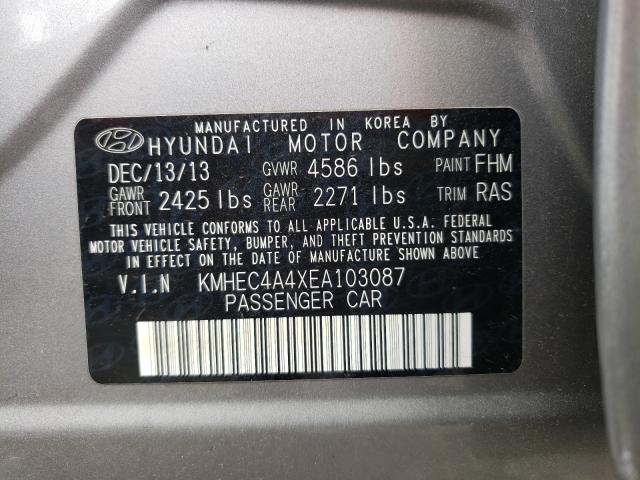 MANUFACTURED IN KOREA BY
HYUNDAI MOTOR COMPANY
DEC/13/13 GVWR 4586 lbs PAINT FHM
GAWR FRONT 2425 lbs GAWR REAR 2271 lbs TRIM RAS
THIS VEHICLE CONFORMS TO ALL APPLICABLE U.S.A. FEDERAL
MOTOR VEHICLE SAFETY, BUMPER, AND THEFT PREVENTION STANDARDS
IN EFFECT ON THE DATE OF MANUFACTURE SHOWN ABOVE
V.I.N KMHEC4A4XEA103087
PASSENGER CAR